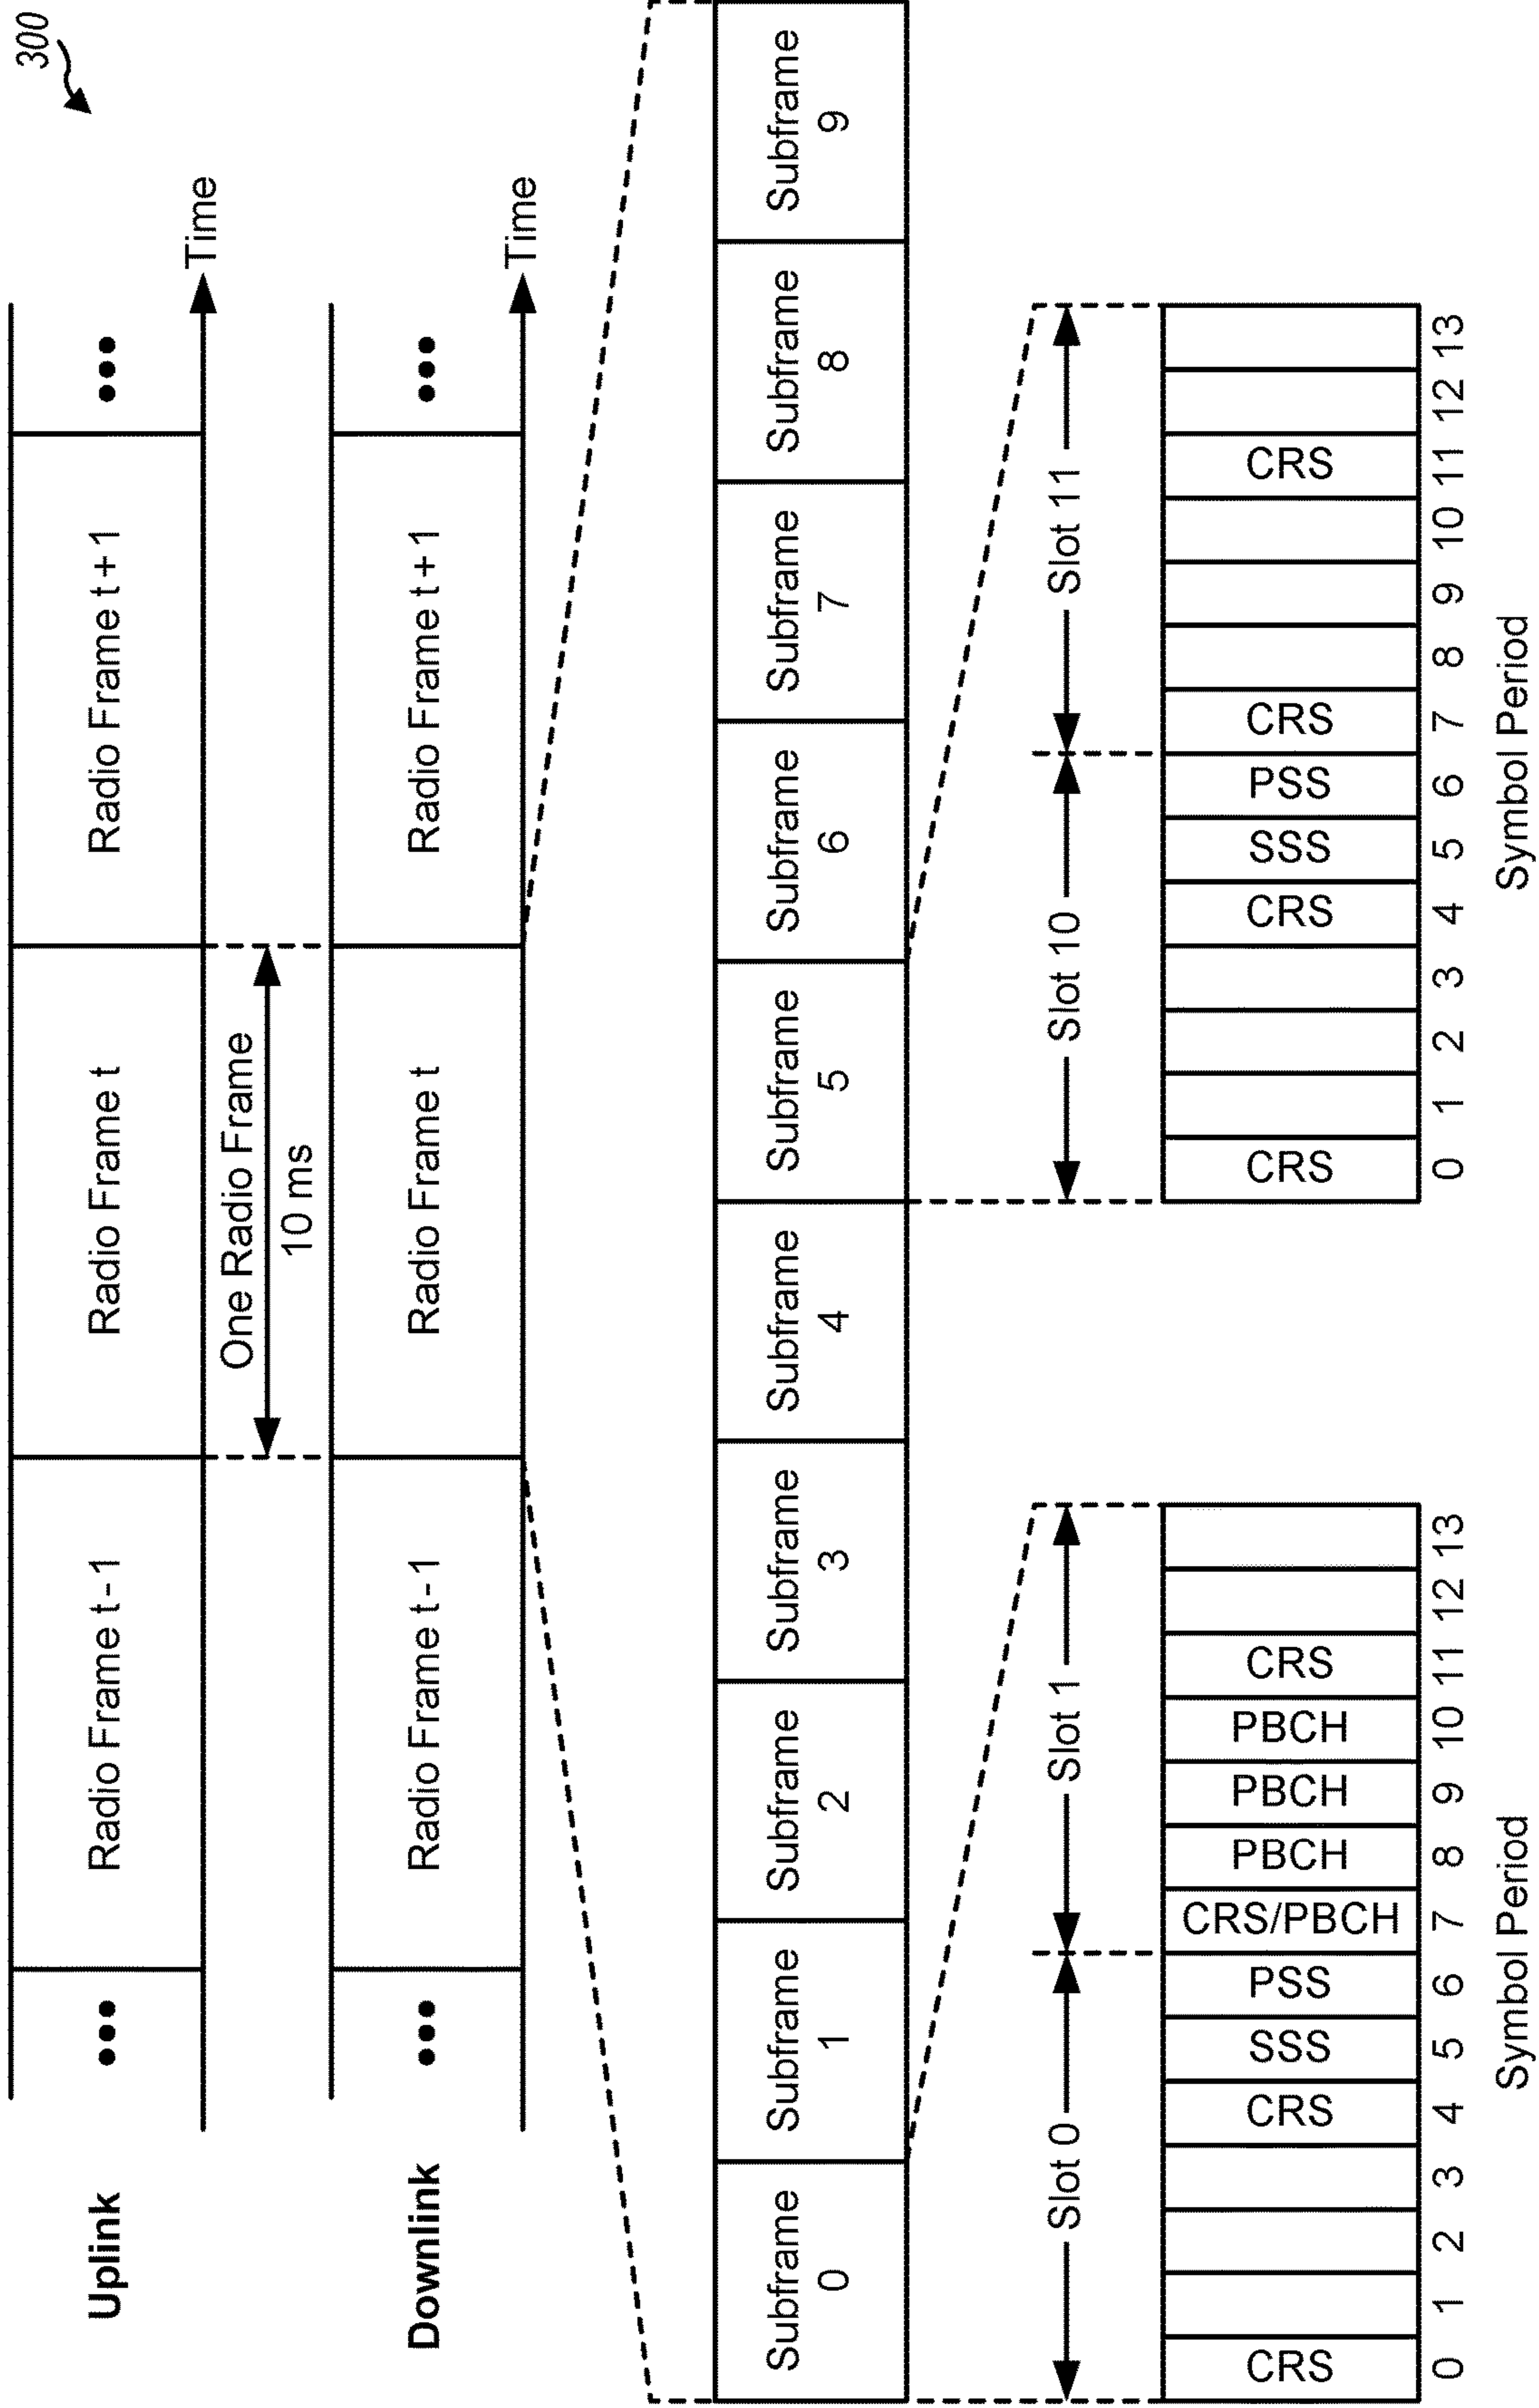 300
Uplink
••• Radio Frame t-1 Radio Frame t Radio Frame t+1 •••
Time
One Radio Frame
10 ms
Downlink
••• Radio Frame t-1 Radio Frame t Radio Frame t+1 •••
Time
Subframe 0
Subframe 1
Subframe 2
Subframe 3
Subframe 4
Subframe 5
Subframe 6
Subframe 7
Subframe 8
Subframe 9
Slot 0 Slot 1
CRS CRS SSS PSS CRS/PBCH PBCH PBCH PBCH CRS
0 1 2 3 4 5 6 7 8 9 10 11 12 13
Symbol Period
Slot 10 Slot 11
CRS CRS SSS PSS CRS CRS
0 1 2 3 4 5 6 7 8 9 10 11 12 13
Symbol Period